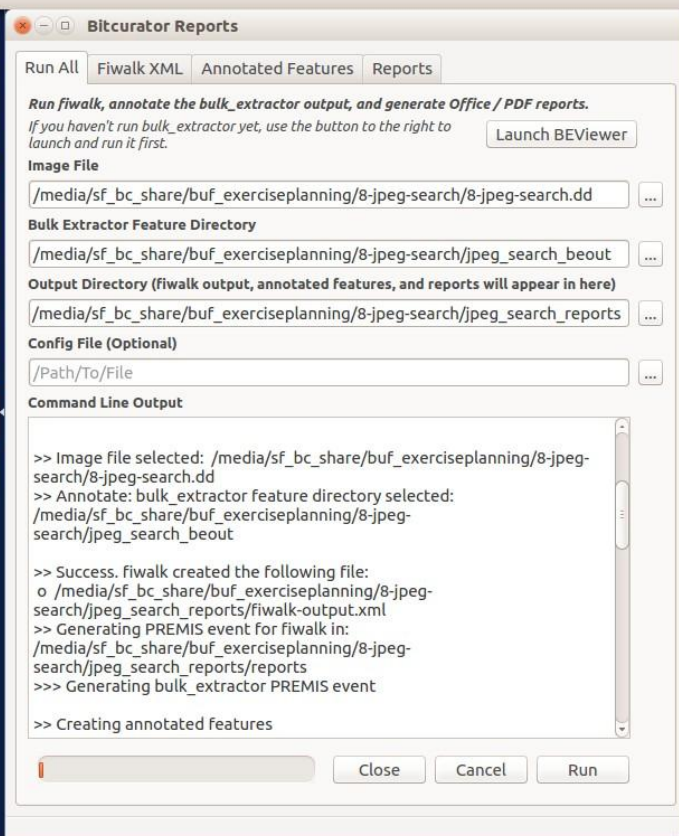 Bitcurator Reports
Run All Fiwalk XML Annotated Features Reports
Run fiwalk, annotate the bulk_extractor output, and generate Office / PDF reports.
If you haven't run bulk_extractor yet, use the button to the right to
launch and run it first.
Launch BEViewer
Image File
/media/sf_bc_share/buf_exerciseplanning/8-jpeg-search/8-jpeg-search.dd ...
Bulk Extractor Feature Directory
/media/sf_bc_share/buf_exerciseplanning/8-jpeg-search/jpeg_search_beout ...
Output Directory (fiwalk output, annotated features, and reports will appear in here)
/media/sf_bc_share/buf_exerciseplanning/8-jpeg-search/jpeg_search_reports ...
Config File (Optional)
/Path/To/File ...
Command Line Output
>> Image file selected: /media/sf_bc_share/buf_exerciseplanning/8-jpeg-
search/8-jpeg-search.dd
>> Annotate: bulk_extractor feature directory selected:
/media/sf_bc_share/buf_exerciseplanning/8-jpeg-
search/jpeg_search_beout
>> Success. fiwalk created the following file:
o /media/sf_bc_share/buf_exerciseplanning/8-jpeg-
search/jpeg_search_reports/fiwalk-output.xml
>> Generating PREMIS event for fiwalk in:
/media/sf_bc_share/buf_exerciseplanning/8-jpeg-
search/jpeg_search_reports/reports
>>> Generating bulk_extractor PREMIS event
>> Creating annotated features
Close Cancel Run